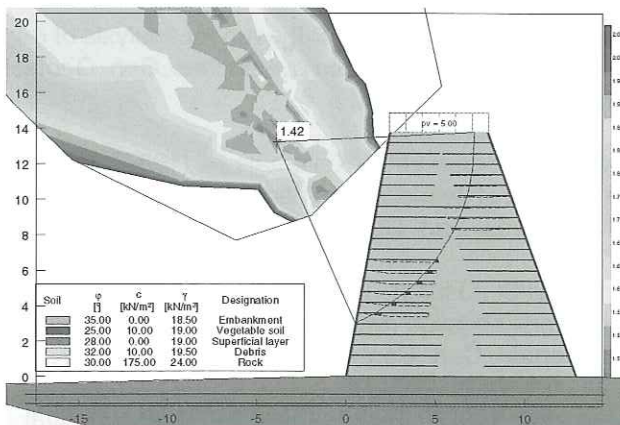 20
18
16
14
12
10
8
6
4
2
0
1.42
pv = 5.00
Soil φ c γ Designation
[°] [kN/m²] [kN/m³]
35.00 0.00 18.50 Embankment
25.00 10.00 19.00 Vegetable soil
28.00 0.00 19.00 Superficial layer
32.00 10.00 19.50 Debris
30.00 175.00 24.00 Rock
-15 -10 -5 0 5 10